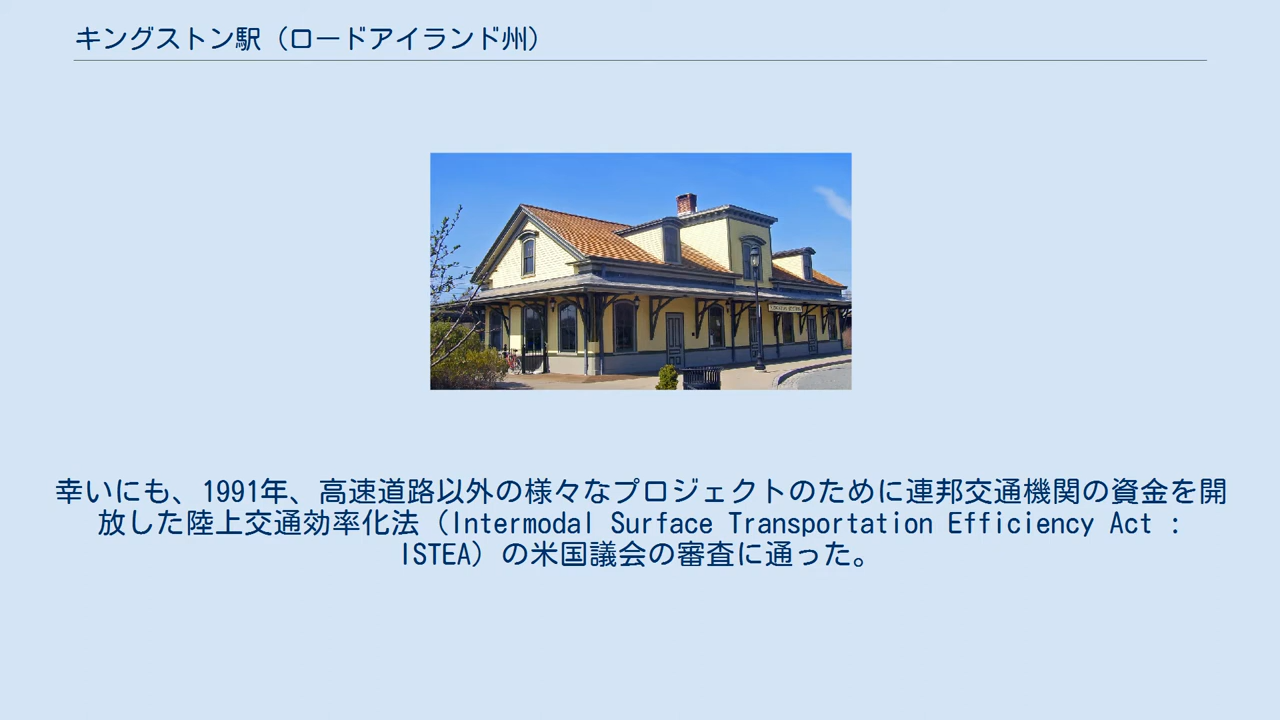 キングストン駅（ロードアイランド州）
幸いにも、1991年、高速道路以外の様々なプロジェクトのために連邦交通機関の資金を開
放した陸上交通効率化法（Intermodal Surface Transportation Efficiency Act :
ISTEA）の米国議会の審査に通った。